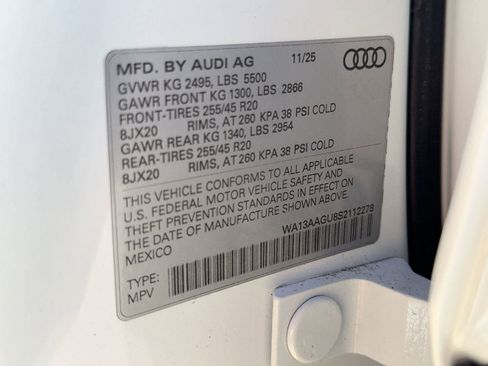 MFD. BY AUDI AG 11/25
GVWR KG 2495, LBS 5500
GAWR FRONT KG 1300, LBS 2866
FRONT-TIRES 255/45 R20
8JX20 RIMS, AT 260 KPA 38 PSI COLD
GAWR REAR KG 1340, LBS 2954
REAR-TIRES 255/45 R20
8JX20 RIMS, AT 260 KPA 38 PSI COLD
THIS VEHICLE CONFORMS TO ALL APPLICABLE
U.S. FEDERAL MOTOR VEHICLE SAFETY AND
THEFT PREVENTION STANDARDS IN EFFECT ON
THE DATE OF MANUFACTURE SHOWN ABOVE.
MEXICO
WA13AAGU8S2112278
TYPE:
MPV